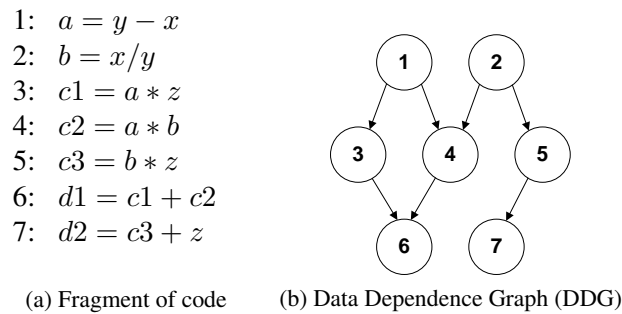 1: a = y − x
2: b = x/y
3: c1 = a ∗ z
4: c2 = a ∗ b
5: c3 = b ∗ z
6: d1 = c1 + c2
7: d2 = c3 + z
(a) Fragment of code
1 2
3 4 5
6 7
(b) Data Dependence Graph (DDG)